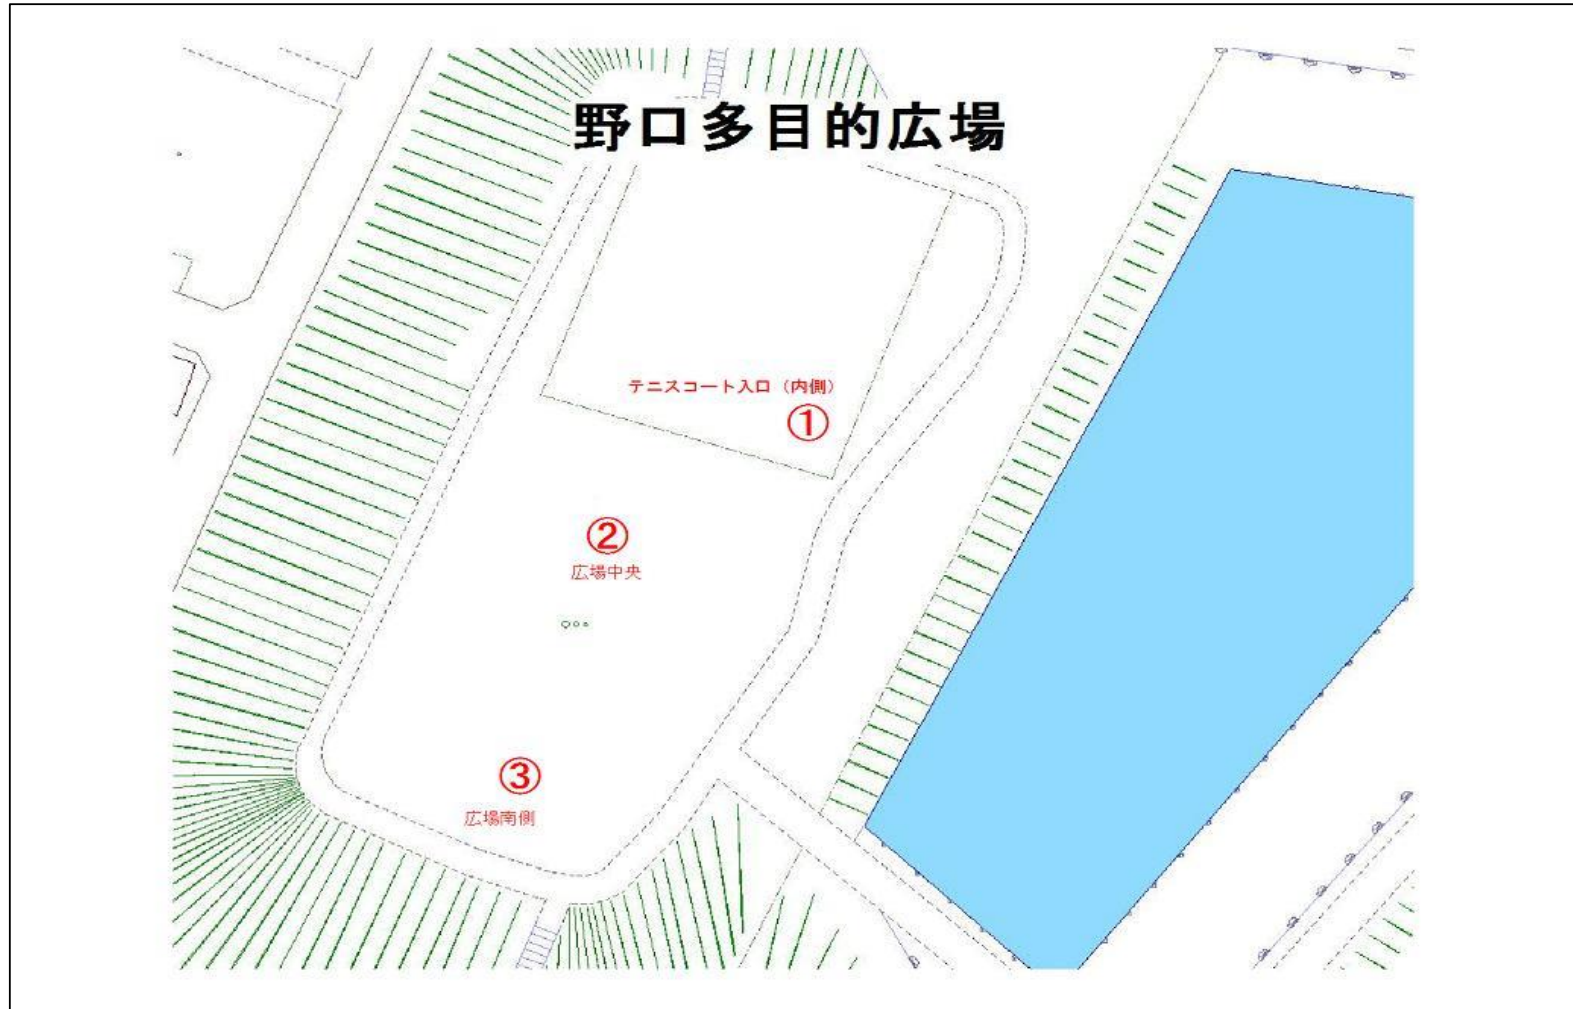 野口多目的広場
テニスコート入口（内側）
①
②
広場中央
③
広場南側